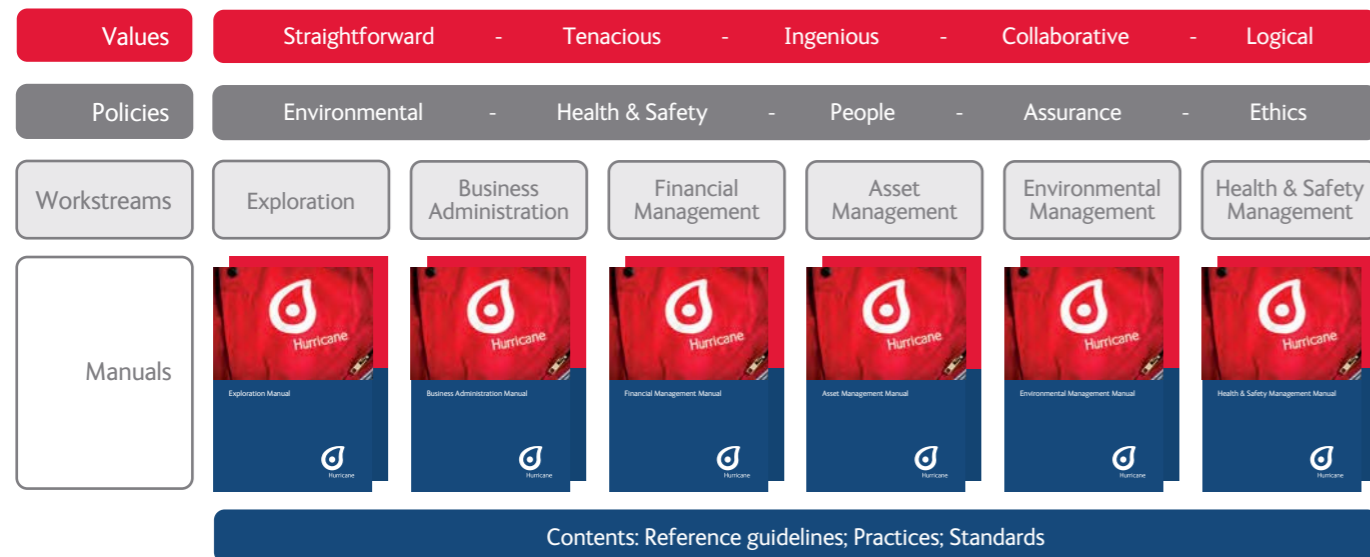 Values
Straightforward - Tenacious - Ingenious - Collaborative - Logical
Policies
Environmental - Health & Safety - People - Assurance - Ethics
Workstreams
Exploration
Business
Administration
Financial
Management
Asset
Management
Environmental
Management
Health & Safety
Management
Manuals
Hurricane
Exploration Manual
Hurricane
Hurricane
Business Administration Manual
Hurricane
Hurricane
Financial Management Manual
Hurricane
Hurricane
Asset Management Manual
Hurricane
Hurricane
Environmental Management Manual
Hurricane
Hurricane
Health & Safety Management Manual
Hurricane
Contents: Reference guidelines; Practices; Standards